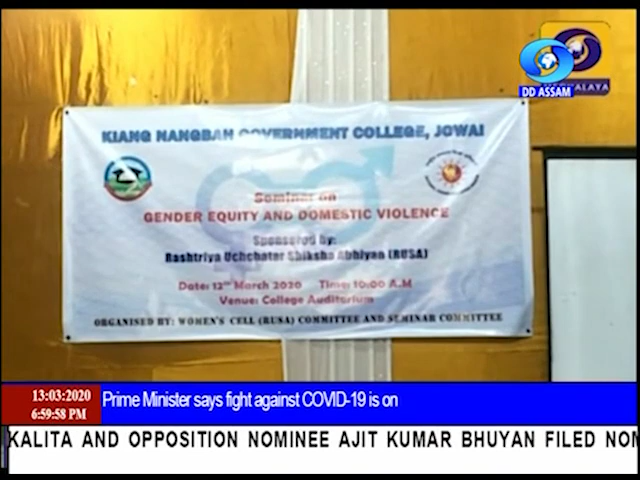 DD ASSAM
ALAYA
KIANG NANGBAH GOVERNMENT COLLEGE, JOWAI
Seminar on
GENDER EQUITY AND DOMESTIC VIOLENCE
Sponsored by:
Rashtriya Uchchatar Shiksha Abhiyan (RUSA)
Date: 12th March 2020 Time: 10:00 A.M
Venue: College Auditorium
ORGANISED BY: WOMEN'S CELL (RUSA) COMMITTEE AND SEMINAR COMMITTEE
13:03:2020
6:59:58 PM
Prime Minister says fight against COVID-19 is on
KALITA AND OPPOSITION NOMINEE AJIT KUMAR BHUYAN FILED NOM